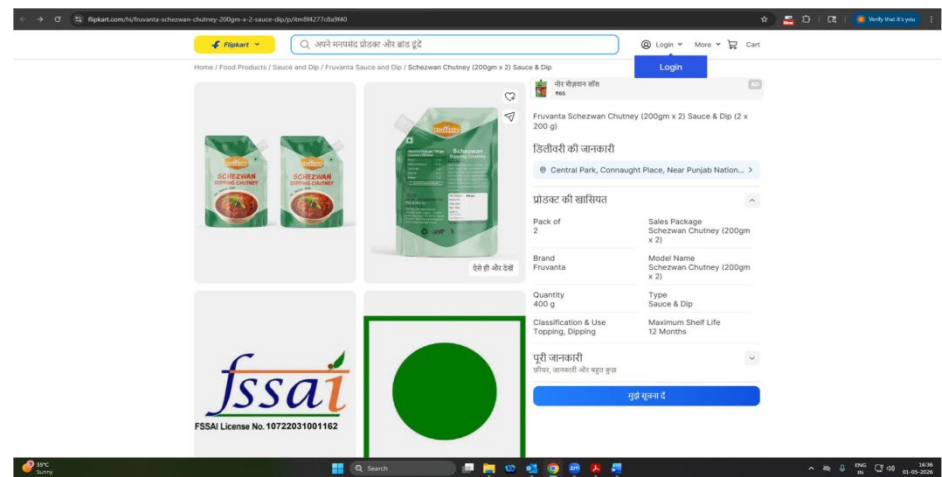 flipkart.com/hi/fruvanta-schezwan-chutney-200gm-x-2-sauce-dip/p/itm8f4277c8a9f40
Verify that it's you
Flipkart
अपने मनपसंद प्रोडक्ट और ब्रांड ढूंढें
Login
More
Cart
Login
Home / Food Products / Sauce and Dip / Fruvanta Sauce and Dip / Schezwan Chutney (200gm x 2) Sauce & Dip
₹65
AD
Fruvanta Schezwan Chutney (200gm x 2) Sauce & Dip (2 x
200 g)
डिलीवरी की जानकारी
Central Park, Connaught Place, Near Punjab Nation...
प्रोडक्ट की खासियत
Pack of
2
Sales Package
Schezwan Chutney (200gm
x 2)
Brand
Fruvanta
Model Name
Schezwan Chutney (200gm
x 2)
Quantity
400 g
Type
Sauce & Dip
Classification & Use
Topping, Dipping
Maximum Shelf Life
12 Months
पूरी जानकारी
फ़ीचर, जानकारी और बहुत कुछ
मुझे सूचना दें
SCHEZWAN
DIPPING CHUTNEY
SCHEZWAN
DIPPING CHUTNEY
Schezwan
Dipping Chutney
ऐसे ही और देखें
fssai
FSSAI License No. 10722031001162
35°C
Sunny
Search
ENG
IN
16:36
01-05-2026